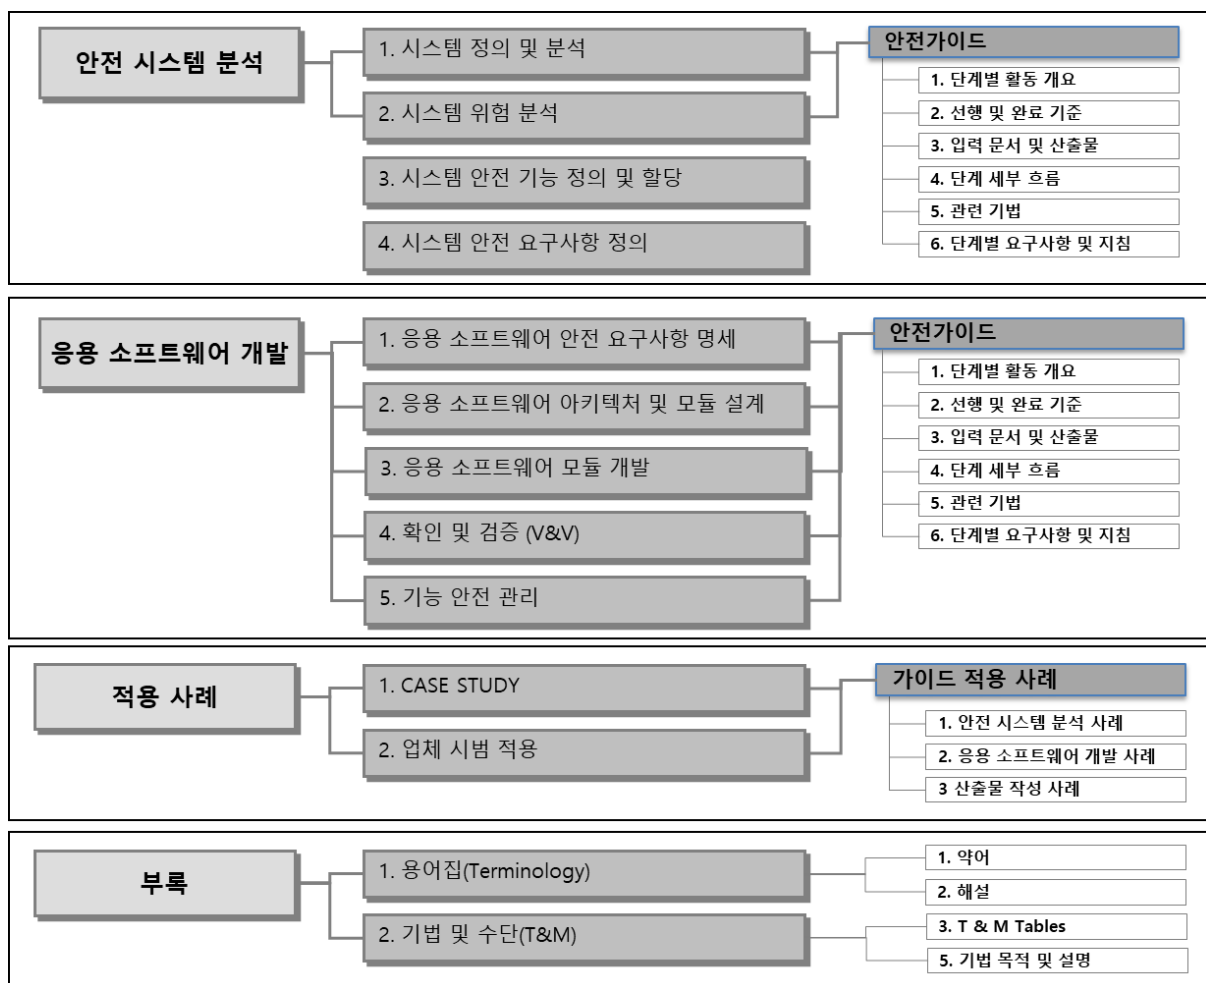 안전 시스템 분석
1. 시스템 정의 및 분석
2. 시스템 위험 분석
3. 시스템 안전 기능 정의 및 할당
4. 시스템 안전 요구사항 정의
안전가이드
1. 단계별 활동 개요
2. 선행 및 완료 기준
3. 입력 문서 및 산출물
4. 단계 세부 흐름
5. 관련 기법
6. 단계별 요구사항 및 지침
응용 소프트웨어 개발
1. 응용 소프트웨어 안전 요구사항 명세
2. 응용 소프트웨어 아키텍처 및 모듈 설계
3. 응용 소프트웨어 모듈 개발
4. 확인 및 검증 (V&V)
5. 기능 안전 관리
안전가이드
1. 단계별 활동 개요
2. 선행 및 완료 기준
3. 입력 문서 및 산출물
4. 단계 세부 흐름
5. 관련 기법
6. 단계별 요구사항 및 지침
적용 사례
1. CASE STUDY
2. 업체 시범 적용
가이드 적용 사례
1. 안전 시스템 분석 사례
2. 응용 소프트웨어 개발 사례
3 산출물 작성 사례
부록
1. 용어집(Terminology)
2. 기법 및 수단(T&M)
1. 약어
2. 해설
3. T & M Tables
5. 기법 목적 및 설명